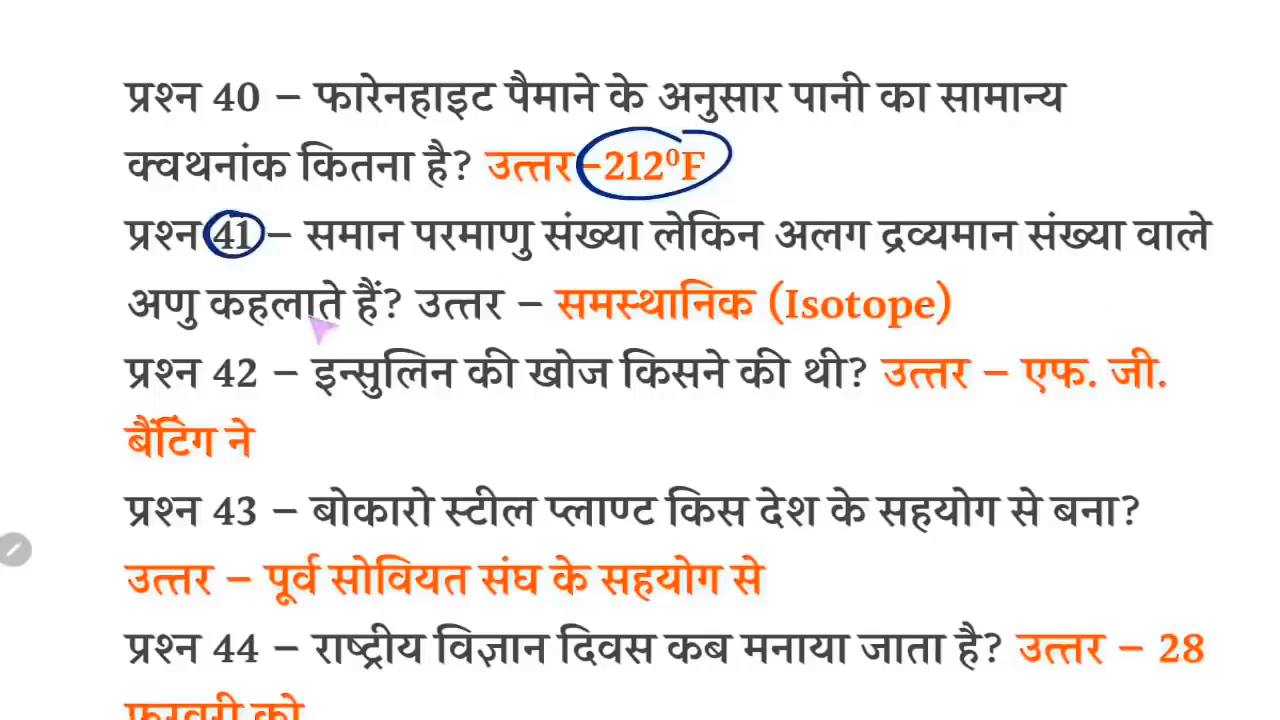 प्रश्न 40 – फारेनहाइट पैमाने के अनुसार पानी का सामान्य
क्वथनांक कितना है? उत्तर –212⁰F
प्रश्न 41 – समान परमाणु संख्या लेकिन अलग द्रव्यमान संख्या वाले
अणु कहलाते हैं? उत्तर – समस्थानिक (Isotope)
प्रश्न 42 – इन्सुलिन की खोज किसने की थी? उत्तर – एफ. जी.
बैंटिंग ने
प्रश्न 43 – बोकारो स्टील प्लाण्ट किस देश के सहयोग से बना?
उत्तर – पूर्व सोवियत संघ के सहयोग से
प्रश्न 44 – राष्ट्रीय विज्ञान दिवस कब मनाया जाता है? उत्तर – 28
फरवरी को